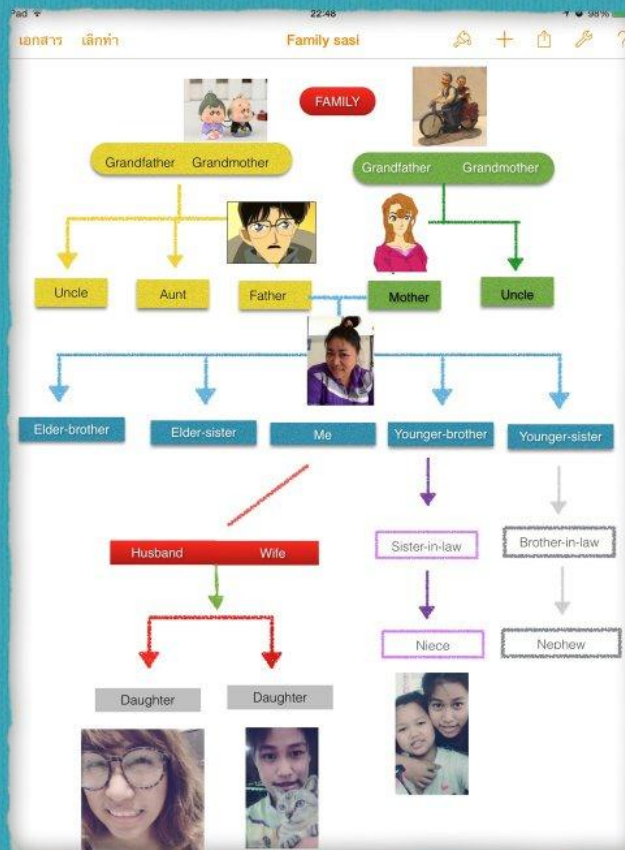 Pad 22:48 98%
เอกสาร เลิกทำ Family sasi
FAMILY
Grandfather Grandmother
Grandfather Grandmother
Uncle Aunt Father Mother Uncle
Elder-brother Elder-sister Me Younger-brother Younger-sister
Husband Wife Sister-in-law Brother-in-law
Niece Nephew
Daughter Daughter